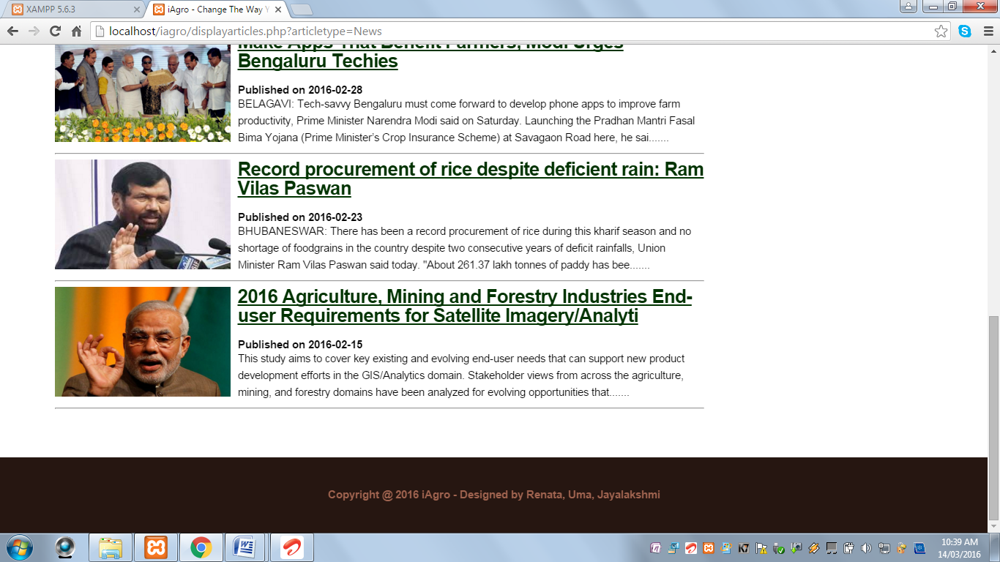 XAMPP 5.6.3
iAgro - Change The Way Y
localhost/iagro/displayarticles.php?articletype=News
Make Apps That Benefit Farmers, Modi Urges
Bengaluru Techies
Published on 2016-02-28
BELAGAVI: Tech-savvy Bengaluru must come forward to develop phone apps to improve farm
productivity, Prime Minister Narendra Modi said on Saturday. Launching the Pradhan Mantri Fasal
Bima Yojana (Prime Minister's Crop Insurance Scheme) at Savagaon Road here, he sai.......
Record procurement of rice despite deficient rain: Ram
Vilas Paswan
Published on 2016-02-23
BHUBANESWAR: There has been a record procurement of rice during this kharif season and no
shortage of foodgrains in the country despite two consecutive years of deficit rainfalls, Union
Minister Ram Vilas Paswan said today. "About 261.37 lakh tonnes of paddy has bee.......
2016 Agriculture, Mining and Forestry Industries End-
user Requirements for Satellite Imagery/Analyti
Published on 2016-02-15
This study aims to cover key existing and evolving end-user needs that can support new product
development efforts in the GIS/Analytics domain. Stakeholder views from across the agriculture,
mining, and forestry domains have been analyzed for evolving opportunities that.......
Copyright @ 2016 iAgro - Designed by Renata, Uma, Jayalakshmi
K7
10:39 AM
14/03/2016